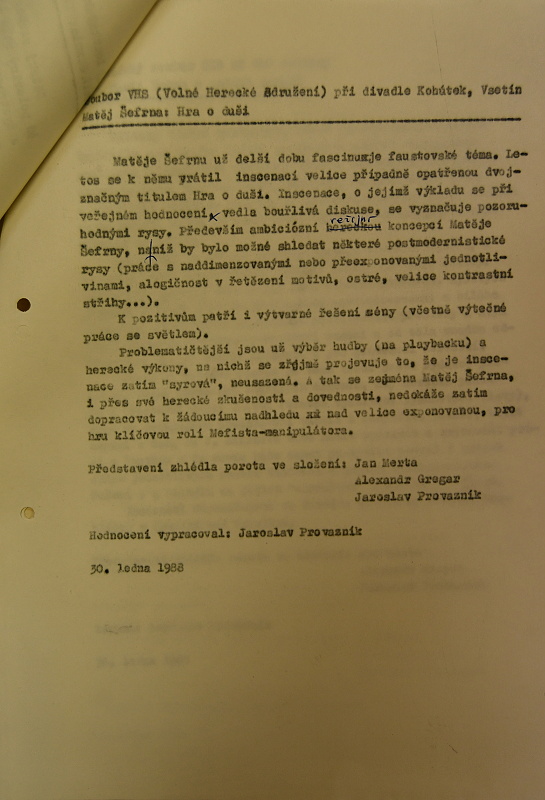 oubor VHS (Volné Herecké Sdružení) při divadle Kohútek, Vsetín
Matěj Šefrna: Hra o duši
Matěje Šefrnu už delší dobu fascinuxje faustovské téma. Le-
tos se k němu vrátil inscenací velice případně opatřenou dvoj-
značným titulem Hra o duši. Inscenace, o jejímž výkladu se při
veřejném hodnocení vedla bouřlivá diskuse, se vyznačuje pozoru-
režijní
hodnými rysy. Především ambiciózní hereckou koncepcí Matěje
Šefrny, naníž by bylo možné shledat některé postmodernistické
rysy (práce s naddimenzovanými nebo přeexponovanými jednotli-
vinami, alogičnost v řetězení motivů, ostré, velice kontrastní
střihy...).
K pozitivům patří i výtvarné řešení scény (včetně výtečné
práce se světlem).
Problematičtější jsou už výběr hudby (na playbacku) a
herecké výkony, na nichž se zřejmě projevuje to, že je insce-
nace zatím "syrová", neusazená. A tak se zejména Matěj Šefrna,
i přes své herecké zkušenosti a dovednosti, nedokáže zatím
dopracovat k žádoucímu nadhledu xx nad velice exponovanou, pro
hru klíčovou rolí Mefista-manipulátora.
Představení zhlédla porota ve složení: Jan Merta
Alexandr Gregar
Jaroslav Provazník
Hodnocení vypracoval: Jaroslav Provazník
30. ledna 1988